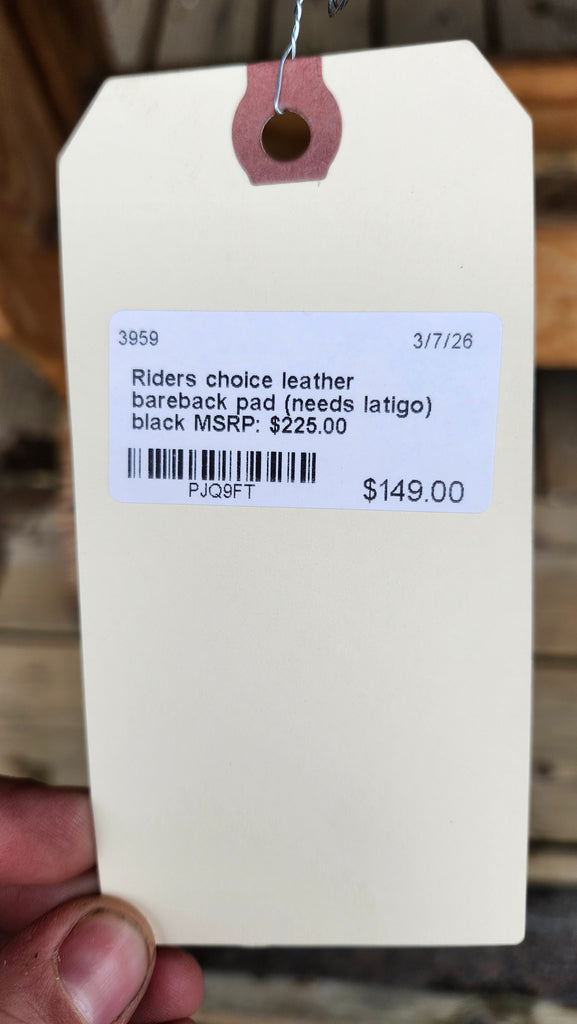 3959 3/7/26
Riders choice leather
bareback pad (needs latigo)
black MSRP: $225.00
PJQ9FT $149.00